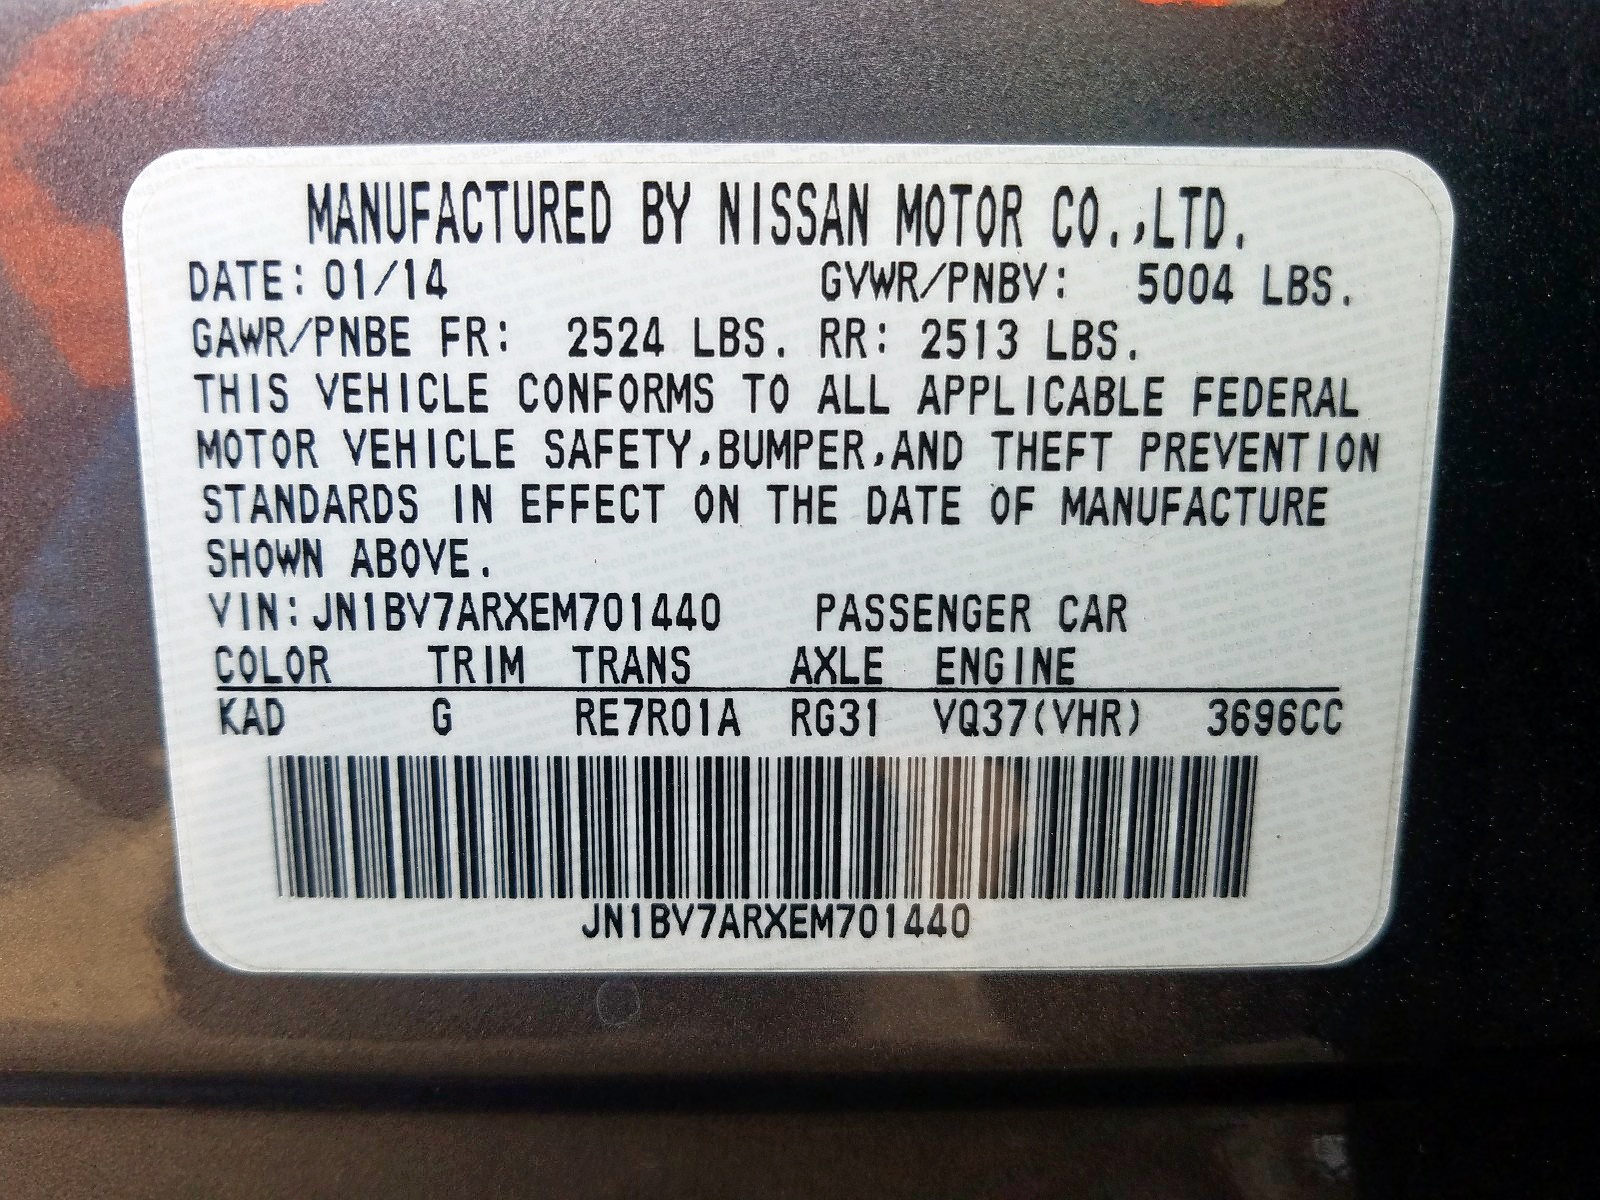 MANUFACTURED BY NISSAN MOTOR CO.,LTD.
DATE: 01/14 GVWR/PNBV: 5004 LBS.
GAWR/PNBE FR: 2524 LBS. RR: 2513 LBS.
THIS VEHICLE CONFORMS TO ALL APPLICABLE FEDERAL
MOTOR VEHICLE SAFETY,BUMPER,AND THEFT PREVENTION
STANDARDS IN EFFECT ON THE DATE OF MANUFACTURE
SHOWN ABOVE.
VIN:JN1BV7ARXEM701440 PASSENGER CAR
COLOR TRIM TRANS AXLE ENGINE
KAD G RE7R01A RG31 VQ37(VHR) 3696CC
JN1BV7ARXEM701440